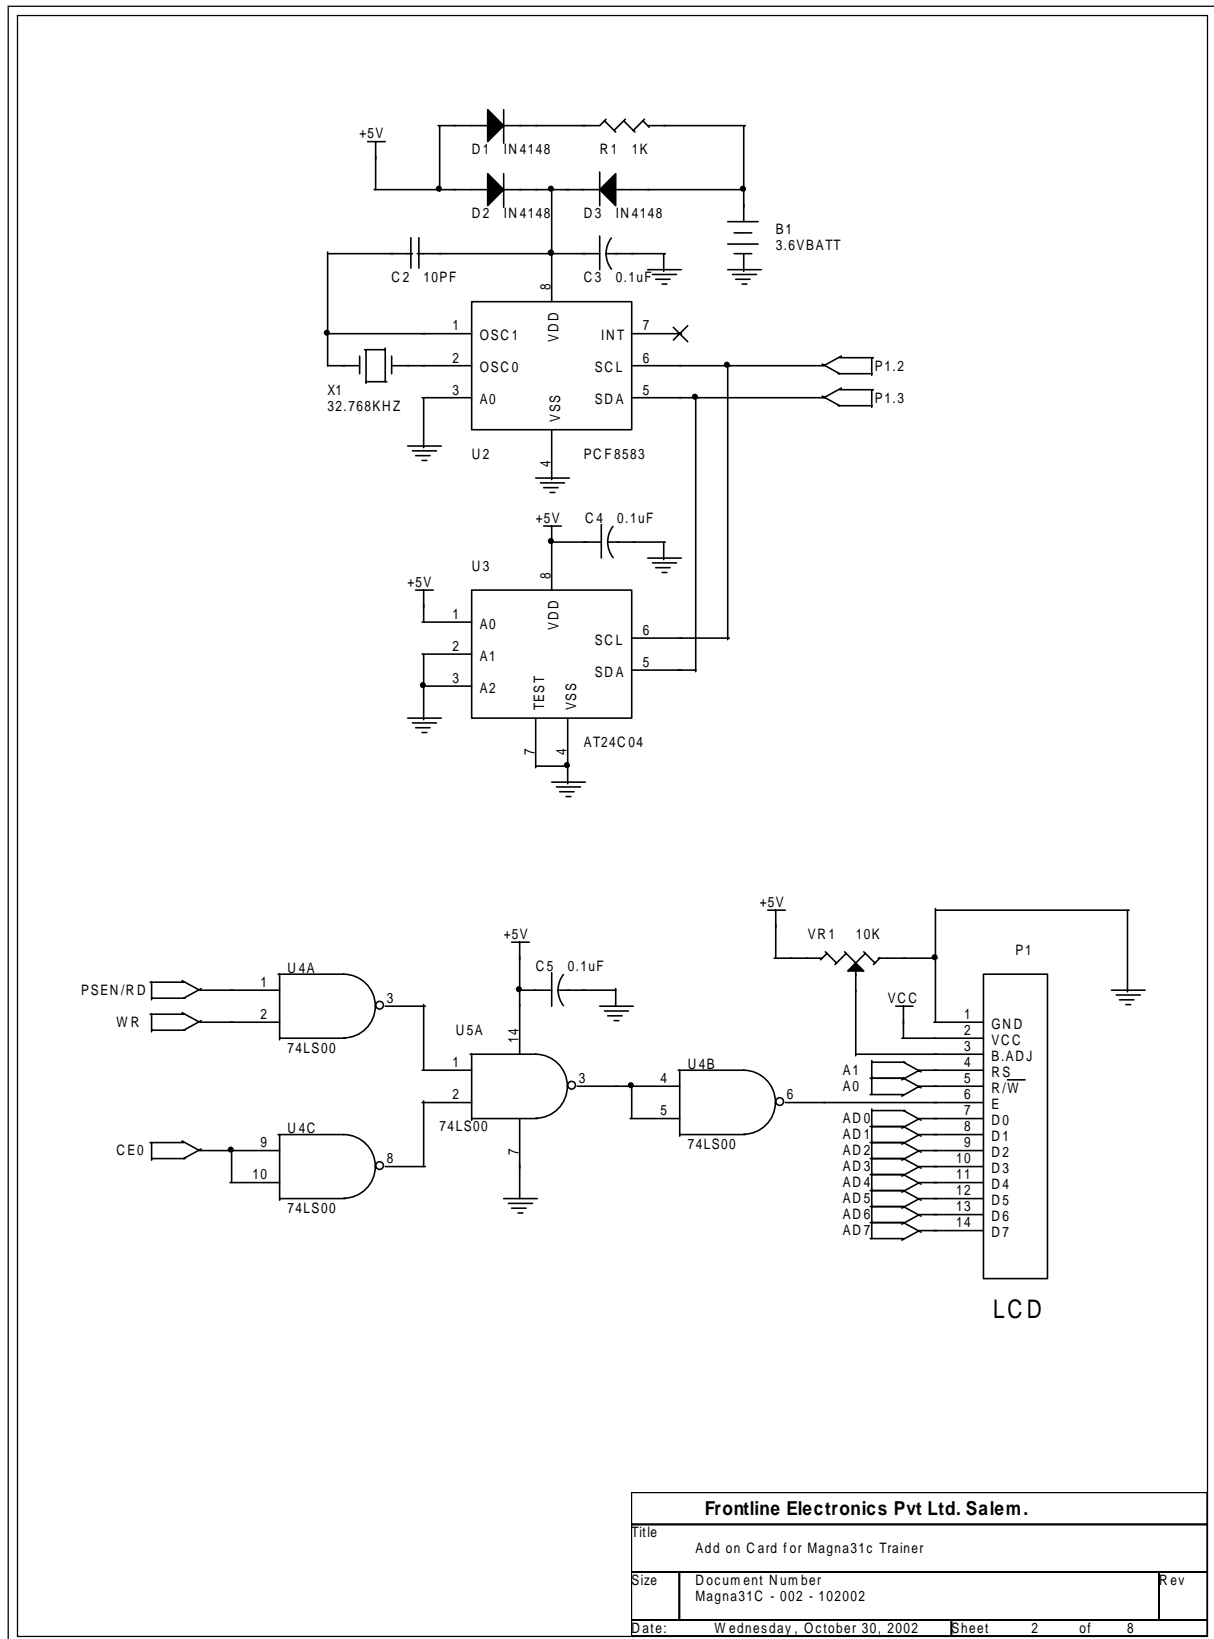 +5V
D1 IN4148
R1 1K
D2 IN4148
D3 IN4148
B1
3.6VBATT
C2 10PF
C3 0.1uF
8
1
OSC1
VDD
INT
7
2
OSC0
SCL
6
P1.2
X1
32.768KHZ
3
A0
VSS
SDA
5
P1.3
U2
4
PCF8583
+5V
C4 0.1uF
U3
8
+5V
1
A0
VDD
2
A1
SCL
6
3
A2
SDA
5
TEST
VSS
7
4
AT24C04
+5V
VR1 10K
P1
+5V
C5 0.1uF
U4A
PSEN/RD
1
3
WR
2
74LS00
14
U5A
1
2
3
74LS00
7
U4B
4
5
6
74LS00
U4C
CE0
9
10
8
74LS00
VCC
1
GND
2
VCC
3
B.ADJ
A1
4
RS
A0
5
R/W
6
E
AD0
7
D0
AD1
8
D1
AD2
9
D2
AD3
10
D3
AD4
11
D4
AD5
12
D5
AD6
13
D6
AD7
14
D7
LCD
Frontline Electronics Pvt Ltd. Salem.
Title
Add on Card for Magna31c Trainer
Size
Document Number
Rev
Magna31C - 002 - 102002
Date: Wednesday, October 30, 2002 Sheet 2 of 8